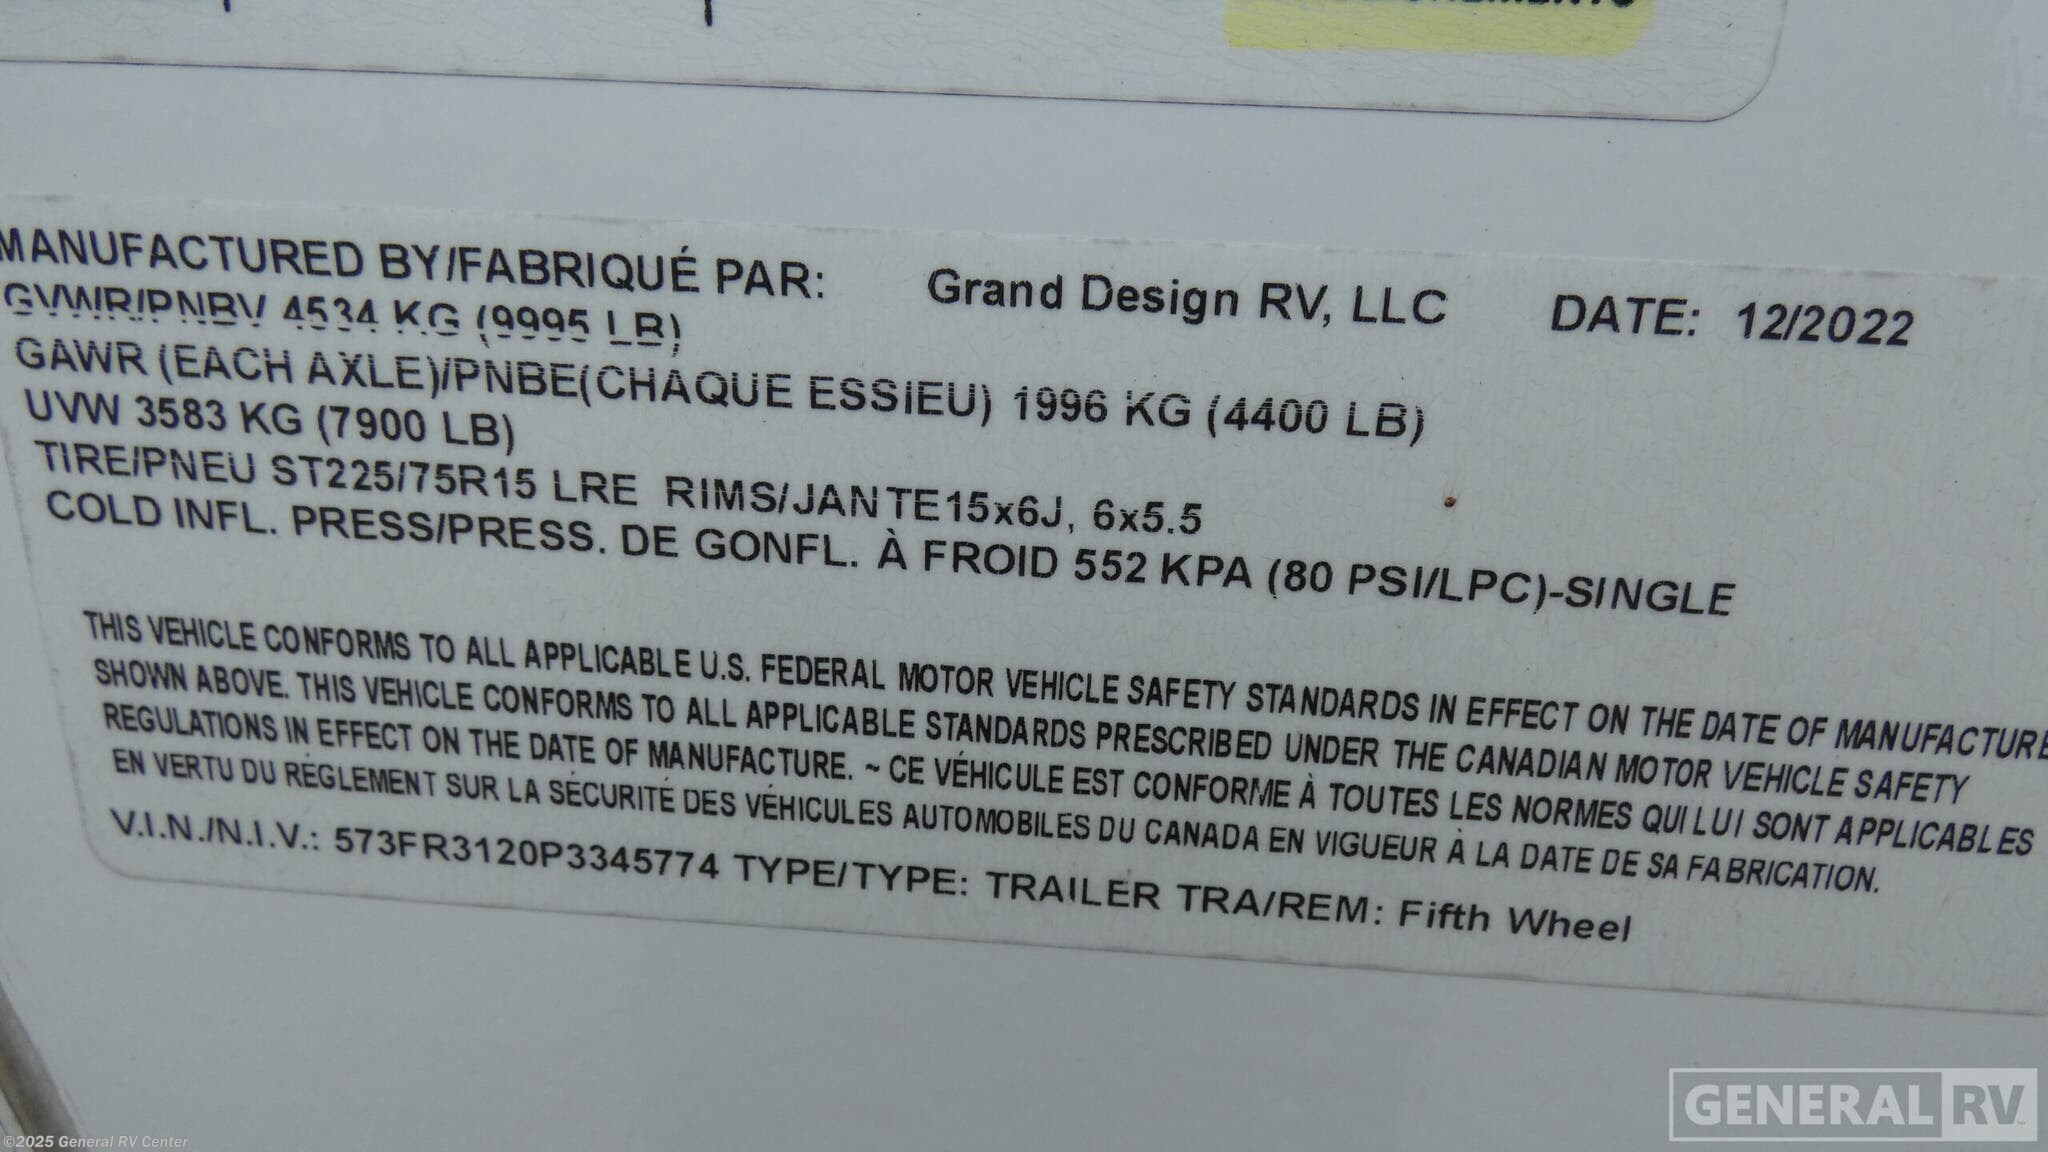 MANUFACTURED BY/FABRIQUÉ PAR: Grand Design RV, LLC DATE: 12/2022
GVWR/PNBV 4534 KG (9995 LB)
GAWR (EACH AXLE)/PNBE(CHAQUE ESSIEU) 1996 KG (4400 LB)
UVW 3583 KG (7900 LB)
TIRE/PNEU ST225/75R15 LRE RIMS/JANTE15x6J, 6x5.5
COLD INFL. PRESS/PRESS. DE GONFL. À FROID 552 KPA (80 PSI/LPC)-SINGLE
THIS VEHICLE CONFORMS TO ALL APPLICABLE U.S. FEDERAL MOTOR VEHICLE SAFETY STANDARDS IN EFFECT ON THE DATE OF MANUFACTURE
SHOWN ABOVE. THIS VEHICLE CONFORMS TO ALL APPLICABLE STANDARDS PRESCRIBED UNDER THE CANADIAN MOTOR VEHICLE SAFETY
REGULATIONS IN EFFECT ON THE DATE OF MANUFACTURE. ~ CE VÉHICULE EST CONFORME À TOUTES LES NORMES QUI LUI SONT APPLICABLES
EN VERTU DU RÉGLEMENT SUR LA SÉCURITÉ DES VÉHICULES AUTOMOBILES DU CANADA EN VIGUEUR À LA DATE DE SA FABRICATION.
V.I.N./N.I.V.: 573FR3120P3345774 TYPE/TYPE: TRAILER TRA/REM: Fifth Wheel
GENERAL RV
©2025 General RV Center